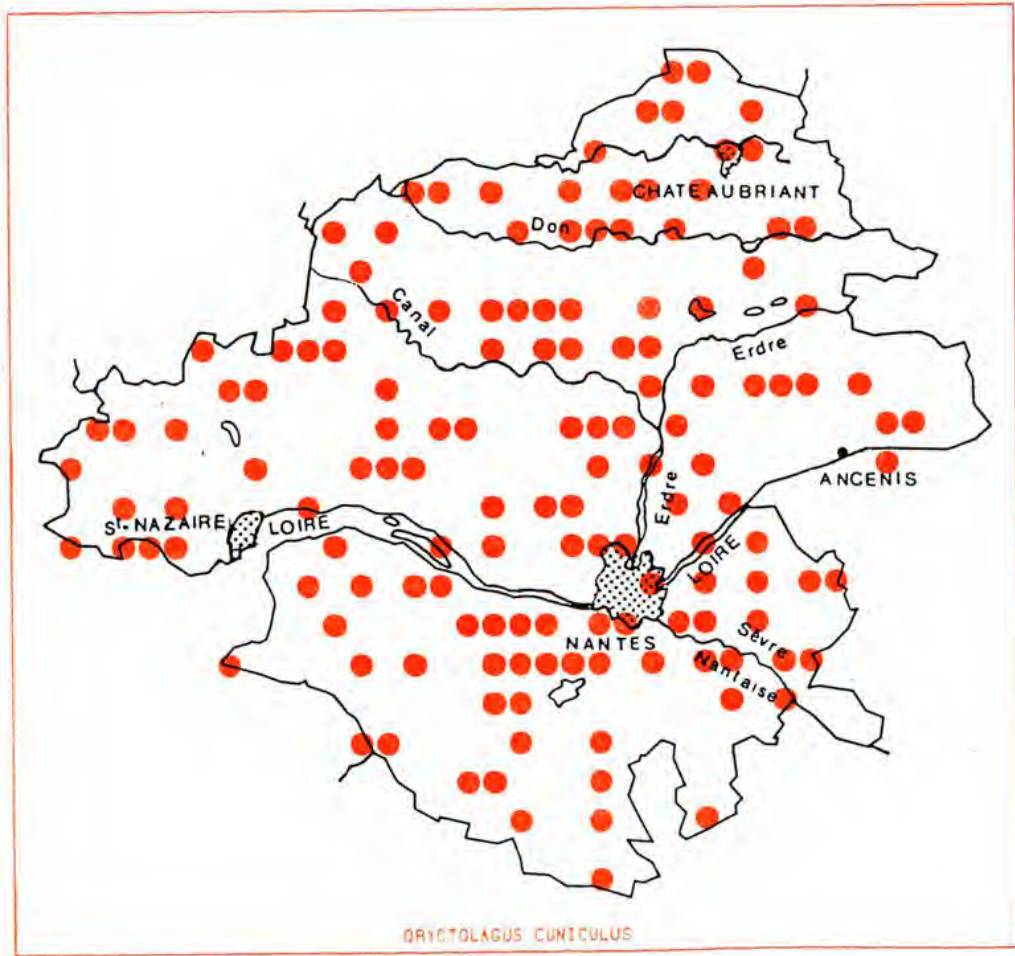 CHATEAUBRIANT
Don
Canal
Erdre
ANCENIS
Erdre
St. NAZAIRE
LOIRE
LOIRE
NANTES
Sèvre
Nantaise
ORYCTOLAGUS CUNICULUS